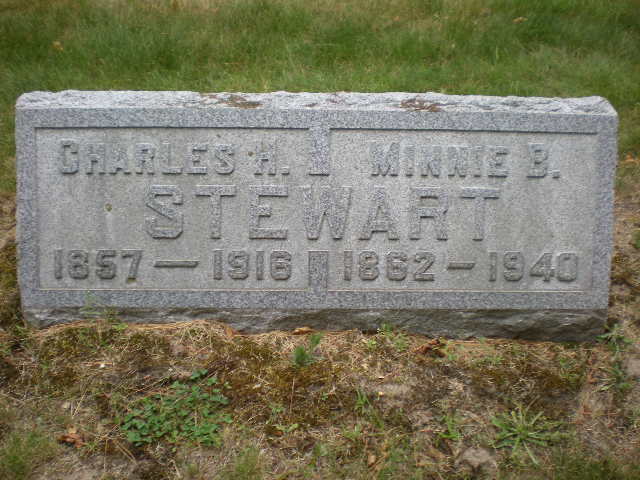 CHARLES H. MINNIE B.
STEWART
1857 — 1916 1862 — 1940